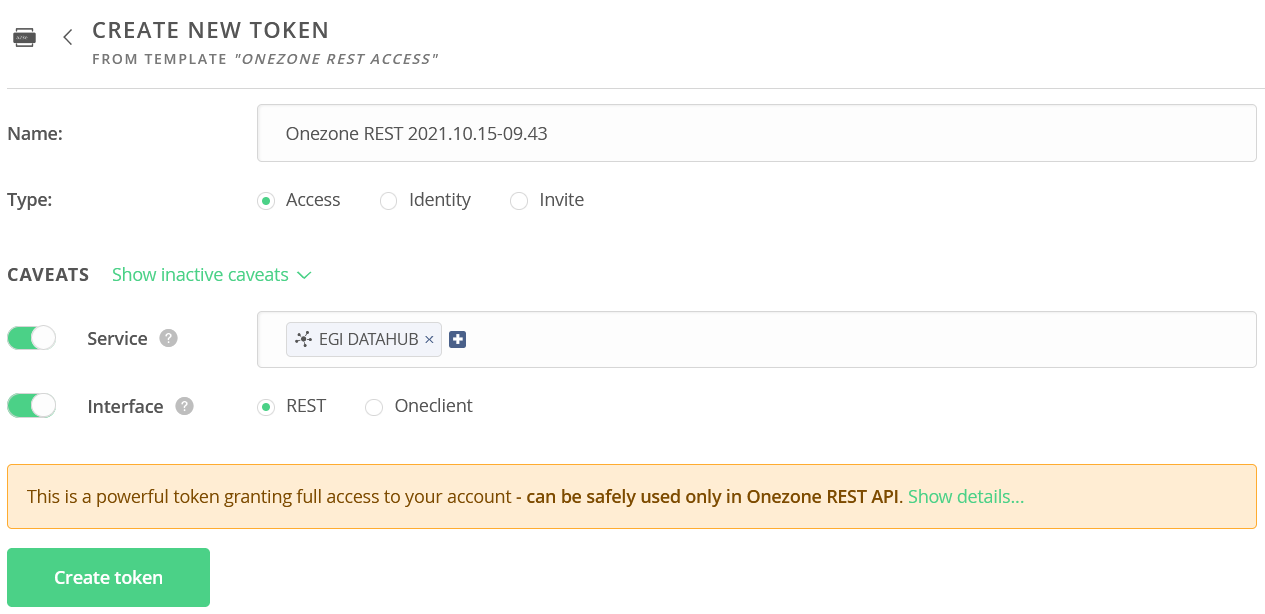 CREATE NEW TOKEN
FROM TEMPLATE "ONEZONE REST ACCESS"
Name: Onezone REST 2021.10.15-09.43
Type: Access Identity Invite
CAVEATS Show inactive caveats
Service ? EGI DATAHUB ×
Interface ? REST Oneclient
This is a powerful token granting full access to your account - can be safely used only in Onezone REST API. Show details...
Create token